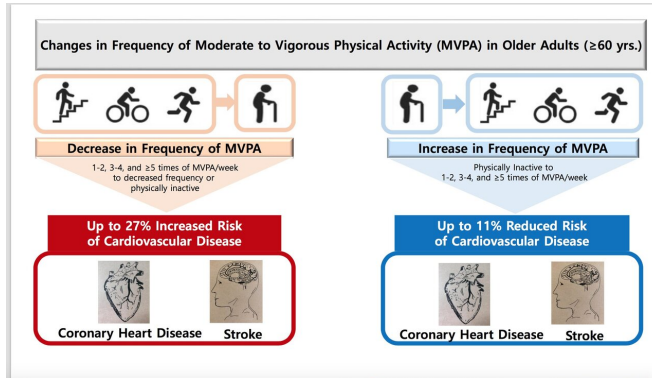 Changes in Frequency of Moderate to Vigorous Physical Activity (MVPA) in Older Adults (≥60 yrs.)
Decrease in Frequency of MVPA
1-2, 3-4, and ≥5 times of MVPA/week
to decreased frequency or
physically inactive
Up to 27% Increased Risk
of Cardiovascular Disease
Coronary Heart Disease
Stroke
Increase in Frequency of MVPA
Physically Inactive to
1-2, 3-4, and ≥5 times of MVPA/week
Up to 11% Reduced Risk
of Cardiovascular Disease
Coronary Heart Disease
Stroke